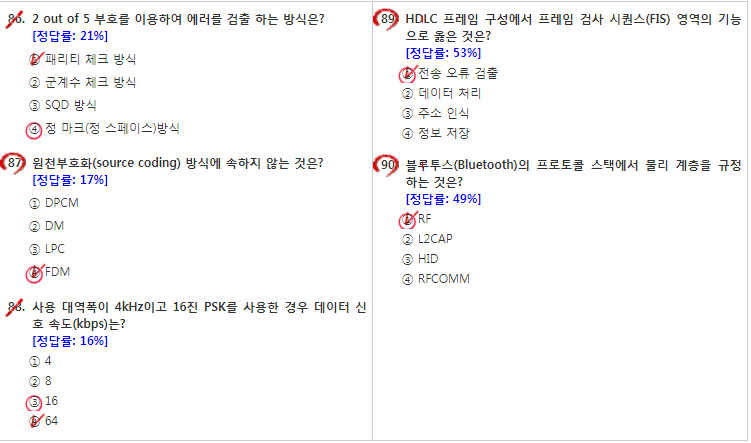 86. 2 out of 5 부호를 이용하여 에러를 검출 하는 방식은?
[정답률: 21%]
① 패리티 체크 방식
② 군계수 체크 방식
③ SQD 방식
④ 정 마크(정 스페이스)방식
87. 원천부호화(source coding) 방식에 속하지 않는 것은?
[정답률: 17%]
① DPCM
② DM
③ LPC
④ FDM
88. 사용 대역폭이 4kHz이고 16진 PSK를 사용한 경우 데이터 신
호 속도(kbps)는?
[정답률: 16%]
① 4
② 8
③ 16
④ 64
89. HDLC 프레임 구성에서 프레임 검사 시퀀스(FIS) 영역의 기능
으로 옳은 것은?
[정답률: 53%]
① 전송 오류 검출
② 데이터 처리
③ 주소 인식
④ 정보 저장
90. 블루투스(Bluetooth)의 프로토콜 스택에서 물리 계층을 규정
하는 것은?
[정답률: 49%]
① RF
② L2CAP
③ HID
④ RFCOMM